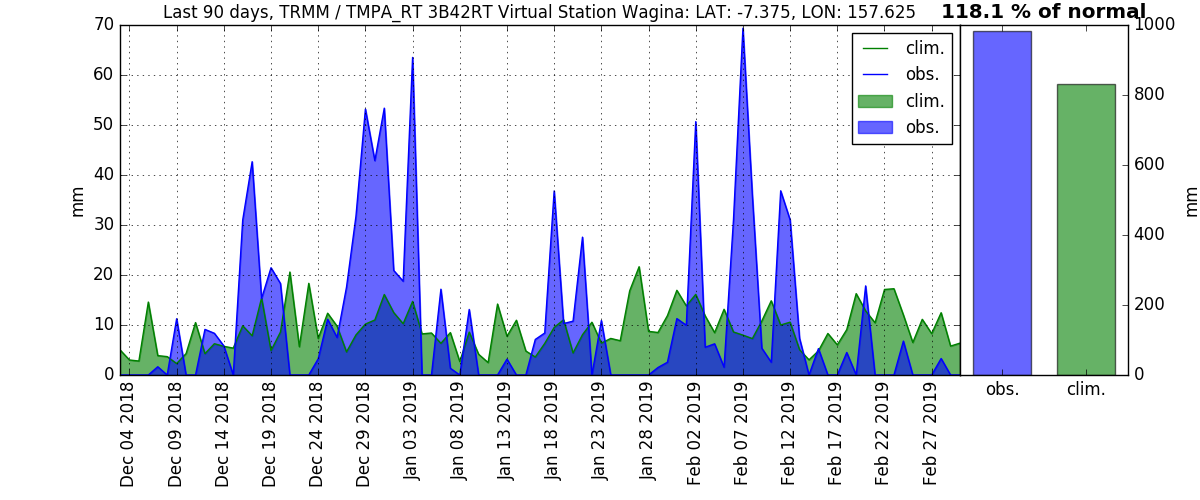 Last 90 days, TRMM / TMPA_RT 3B42RT Virtual Station Wagina: LAT: -7.375, LON: 157.625
118.1 % of normal
70
60
50
40
30
20
10
0
mm
clim.
obs.
clim.
obs.
Dec 04 2018
Dec 09 2018
Dec 14 2018
Dec 19 2018
Dec 24 2018
Dec 29 2018
Jan 03 2019
Jan 08 2019
Jan 13 2019
Jan 18 2019
Jan 23 2019
Jan 28 2019
Feb 02 2019
Feb 07 2019
Feb 12 2019
Feb 17 2019
Feb 22 2019
Feb 27 2019
1000
800
600
400
200
0
mm
obs.
clim.